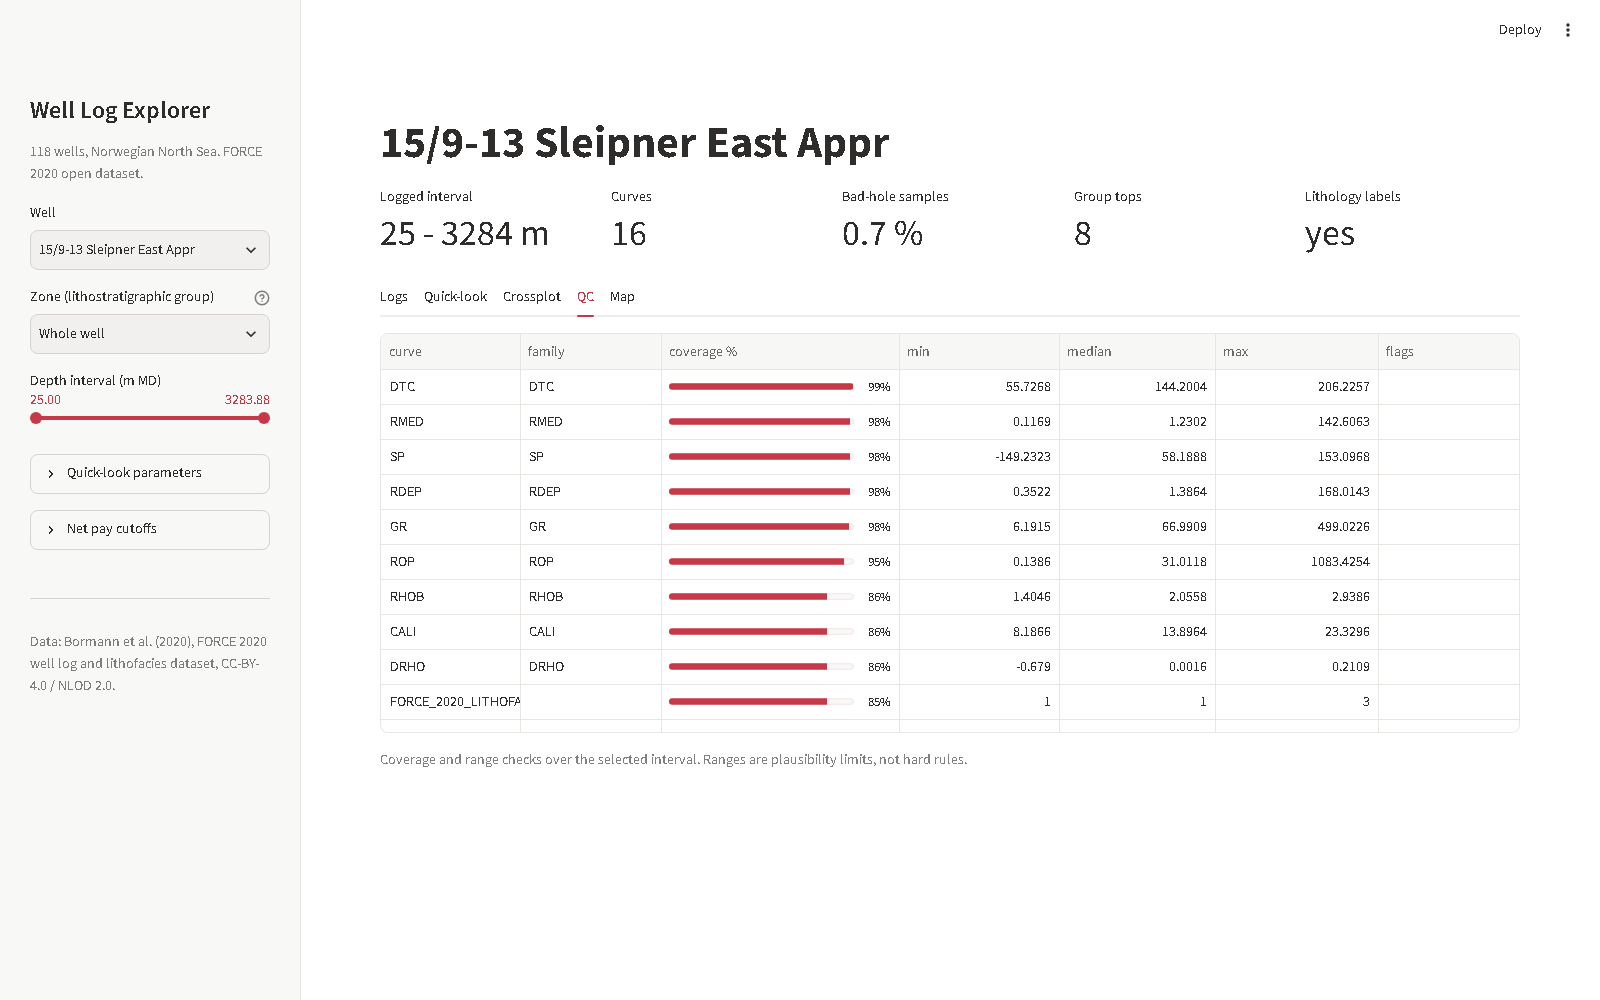 Deploy
Well Log Explorer
118 wells, Norwegian North Sea. FORCE
2020 open dataset.
Well
15/9-13 Sleipner East Appr
Zone (lithostratigraphic group)
Whole well
Depth interval (m MD)
25.00 3283.88
Quick-look parameters
Net pay cutoffs
Data: Bormann et al. (2020), FORCE 2020
well log and lithofacies dataset, CC-BY-
4.0 / NLOD 2.0.
15/9-13 Sleipner East Appr
Logged interval Curves Bad-hole samples Group tops Lithology labels
25 - 3284 m 16 0.7 % 8 yes
Logs Quick-look Crossplot QC Map
curve family coverage % min median max flags
DTC DTC 99% 55.7268 144.2004 206.2257
RMED RMED 98% 0.1169 1.2302 142.6063
SP SP 98% -149.2323 58.1888 153.0968
RDEP RDEP 98% 0.3522 1.3864 168.0143
GR GR 98% 6.1915 66.9909 499.0226
ROP ROP 95% 0.1386 31.0118 1083.4254
RHOB RHOB 86% 1.4046 2.0558 2.9386
CALI CALI 86% 8.1866 13.8964 23.3296
DRHO DRHO 86% -0.679 0.0016 0.2109
FORCE_2020_LITHOFA 85% 1 1 3
Coverage and range checks over the selected interval. Ranges are plausibility limits, not hard rules.